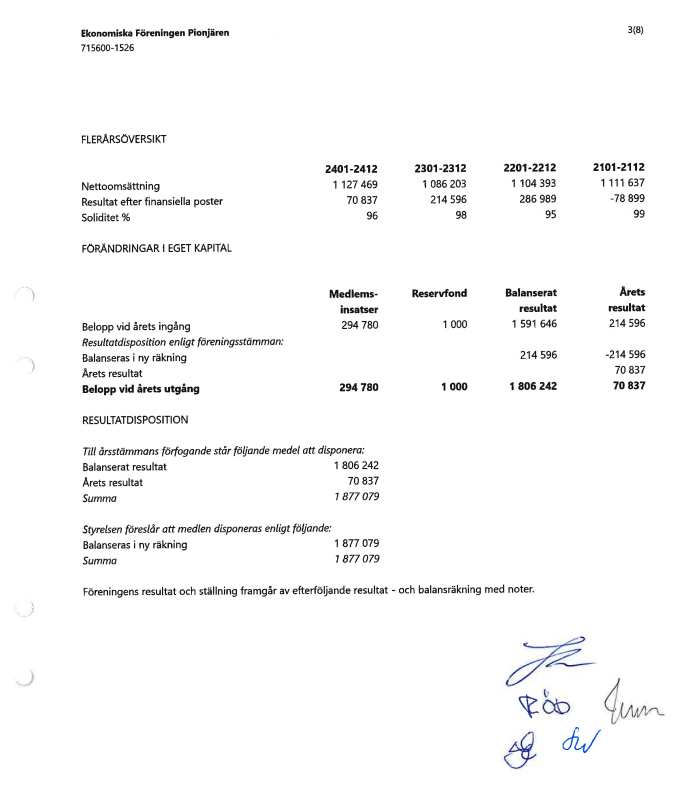 Ekonomiska Föreningen Pionjären 3(8)
715600-1526
FLERÅRSÖVERSIKT
2401-2412 2301-2312 2201-2212 2101-2112
Nettoomsättning 1 127 469 1 086 203 1 104 393 1 111 637
Resultat efter finansiella poster 70 837 214 596 286 989 -78 899
Soliditet % 96 98 95 99
FÖRÄNDRINGAR I EGET KAPITAL
Medlems- Reservfond Balanserat Årets
insatser resultat resultat
Belopp vid årets ingång 294 780 1 000 1 591 646 214 596
Resultatdisposition enligt föreningsstämman:
Balanseras i ny räkning 214 596 -214 596
Årets resultat 70 837
Belopp vid årets utgång 294 780 1 000 1 806 242 70 837
RESULTATDISPOSITION
Till årsstämmans förfogande står följande medel att disponera:
Balanserat resultat 1 806 242
Årets resultat 70 837
Summa 1 877 079
Styrelsen föreslår att medlen disponeras enligt följande:
Balanseras i ny räkning 1 877 079
Summa 1 877 079
Föreningens resultat och ställning framgår av efterföljande resultat - och balansräkning med noter.